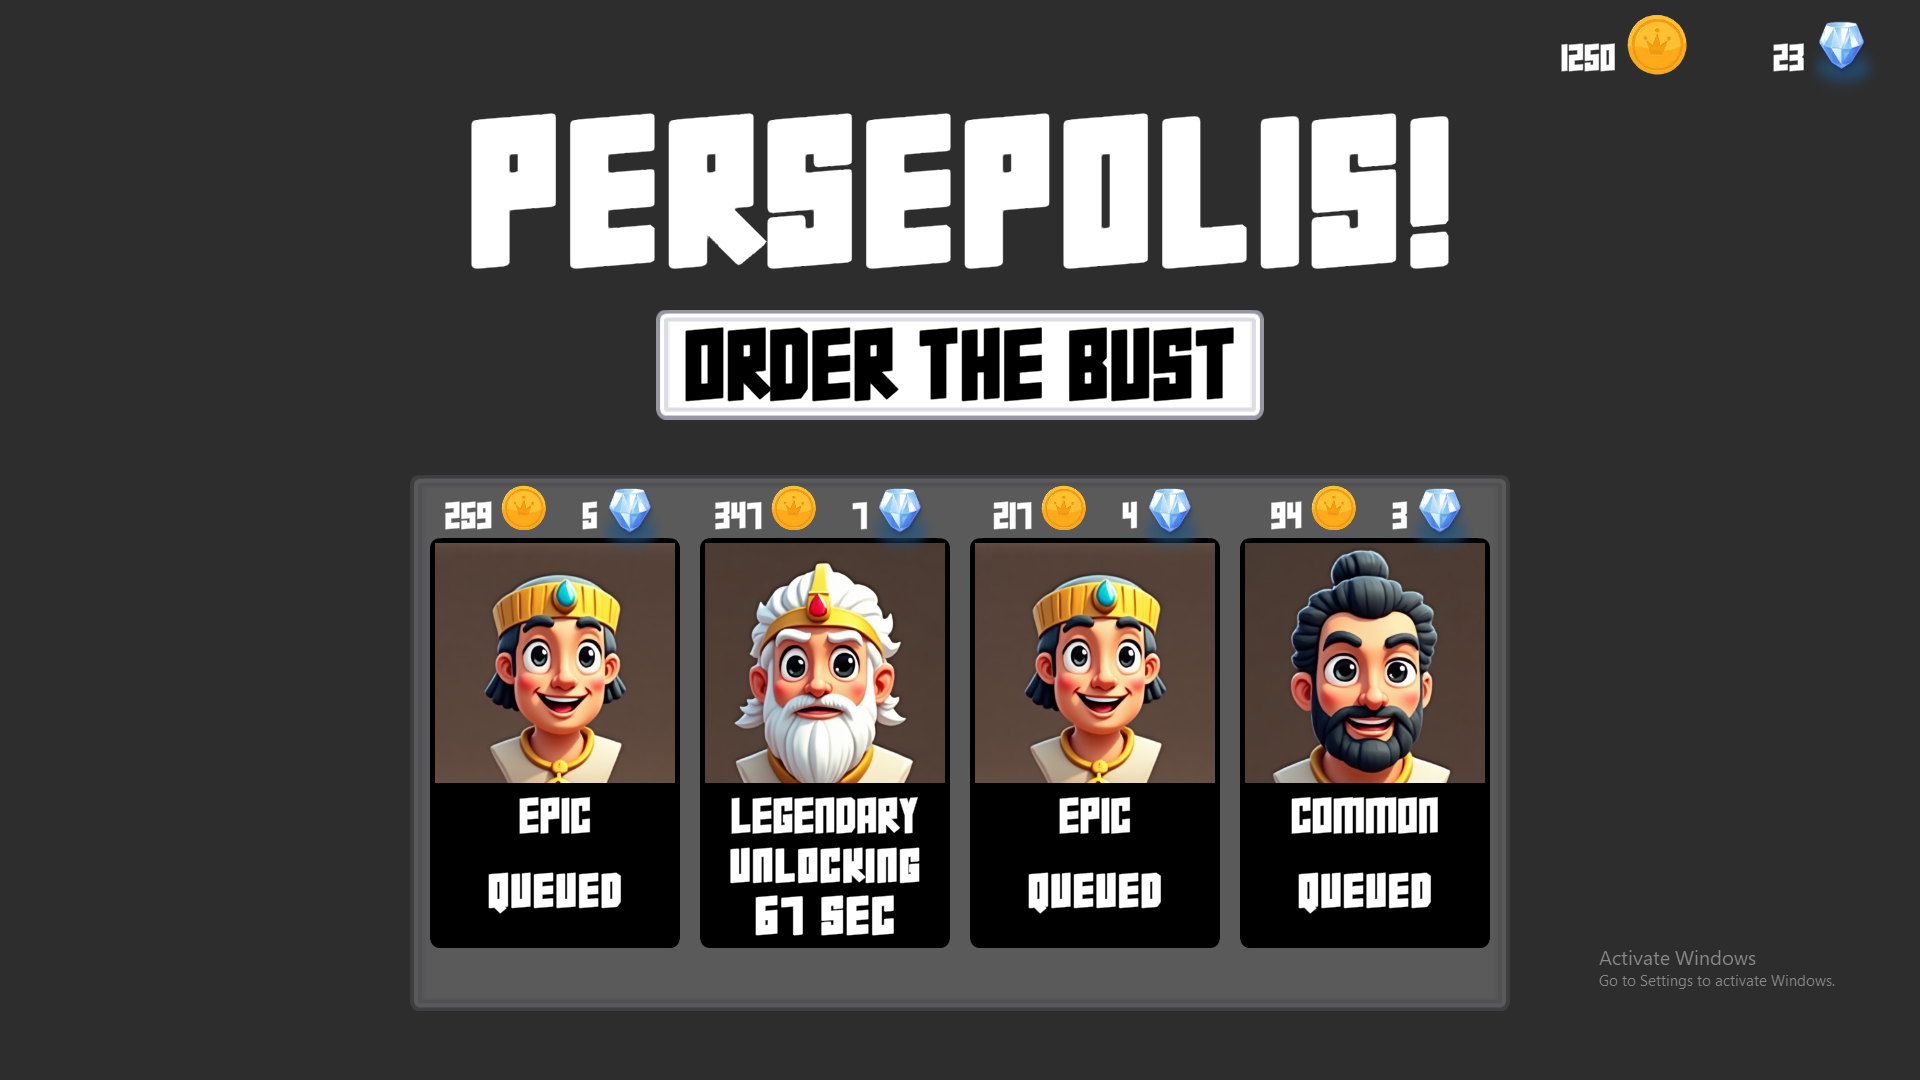 1250 23
PERSEPOLIS!
ORDER THE BUST
259 5 347 7 217 4 94 3
EPIC
QUEUED
LEGENDARY
UNLOCKING
67 SEC
EPIC
QUEUED
COMMON
QUEUED
Activate Windows
Go to Settings to activate Windows.